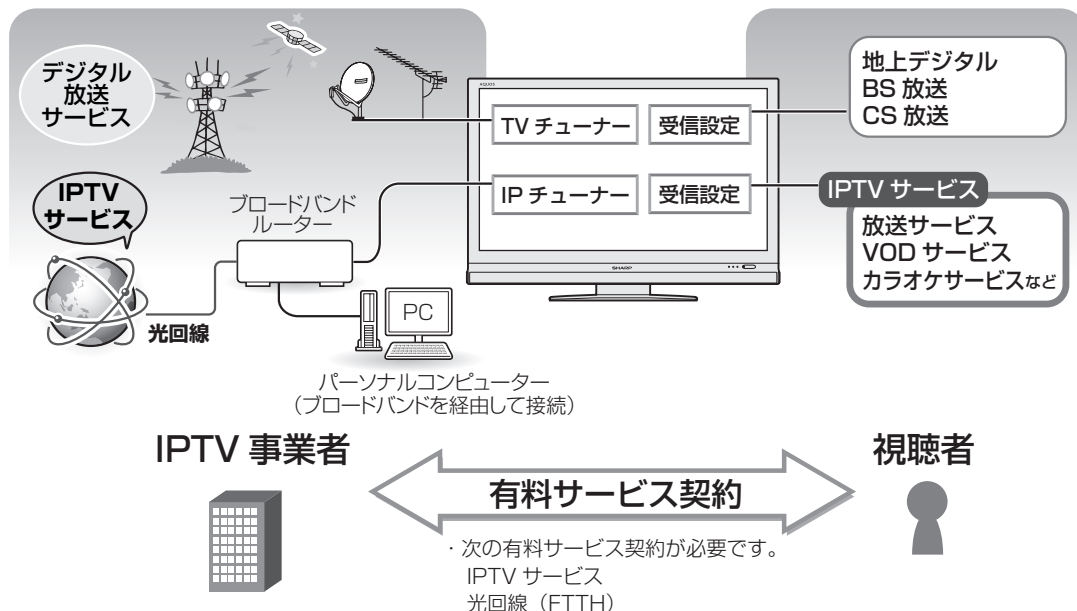 デジタル
放送
サービス
AQUOS
TV チューナー
受信設定
地上デジタル
BS 放送
CS 放送
IPTV
サービス
ブロードバンド
ルーター
IP チューナー
受信設定
IPTV サービス
放送サービス
VOD サービス
カラオケサービスなど
SHARP
光回線
PC
パーソナルコンピューター
（ブロードバンドを経由して接続）
IPTV 事業者
有料サービス契約
視聴者
・次の有料サービス契約が必要です。
IPTV サービス
光回線（FTTH）